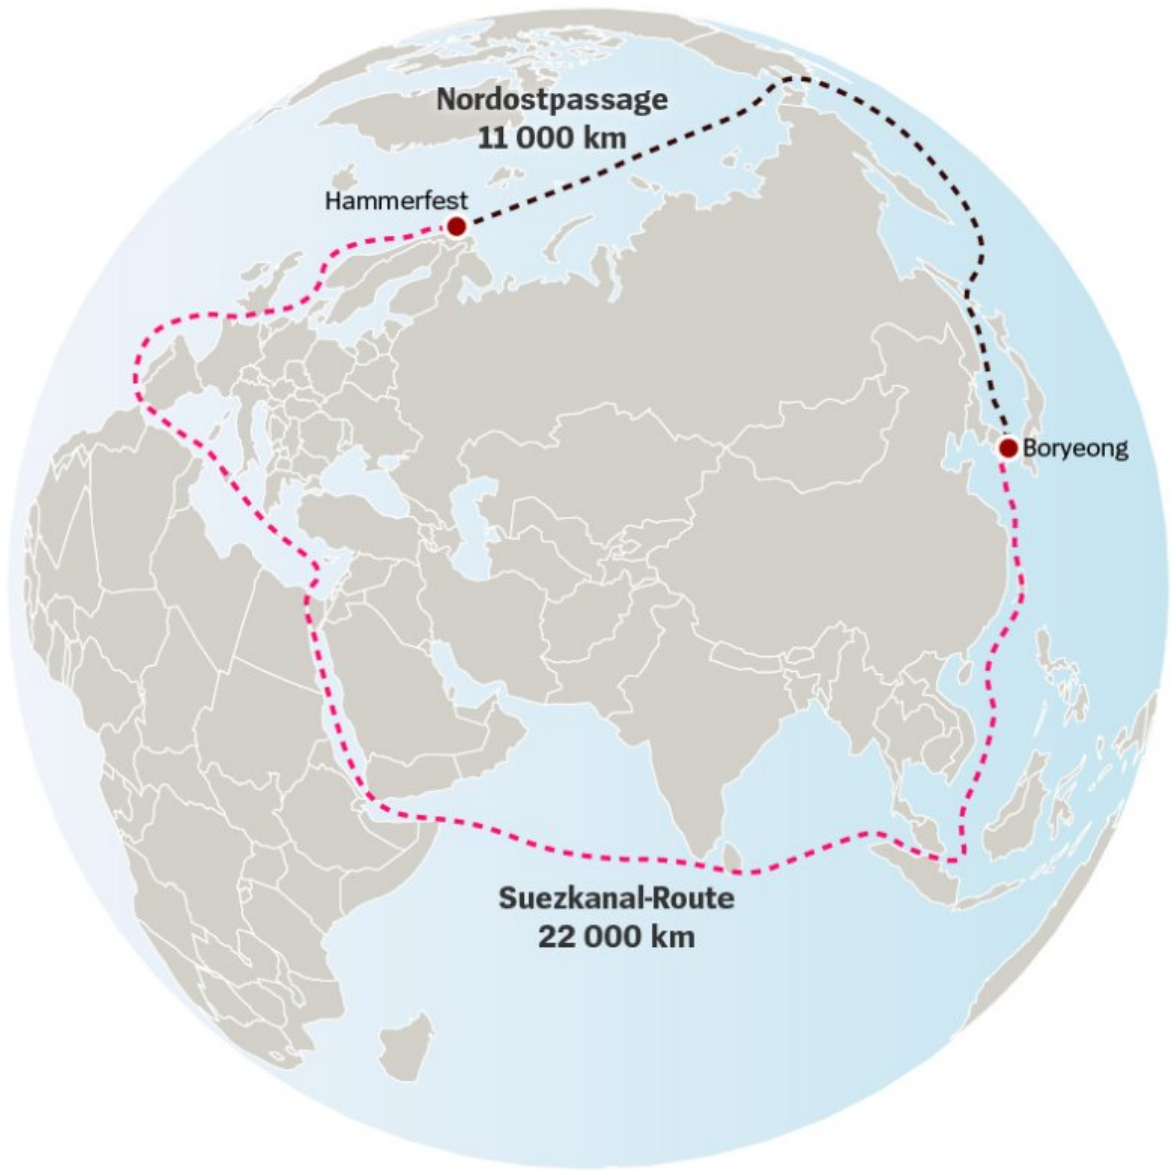 Nordostpassage
11 000 km
Hammerfest
Boryeong
Suezkanal-Route
22 000 km